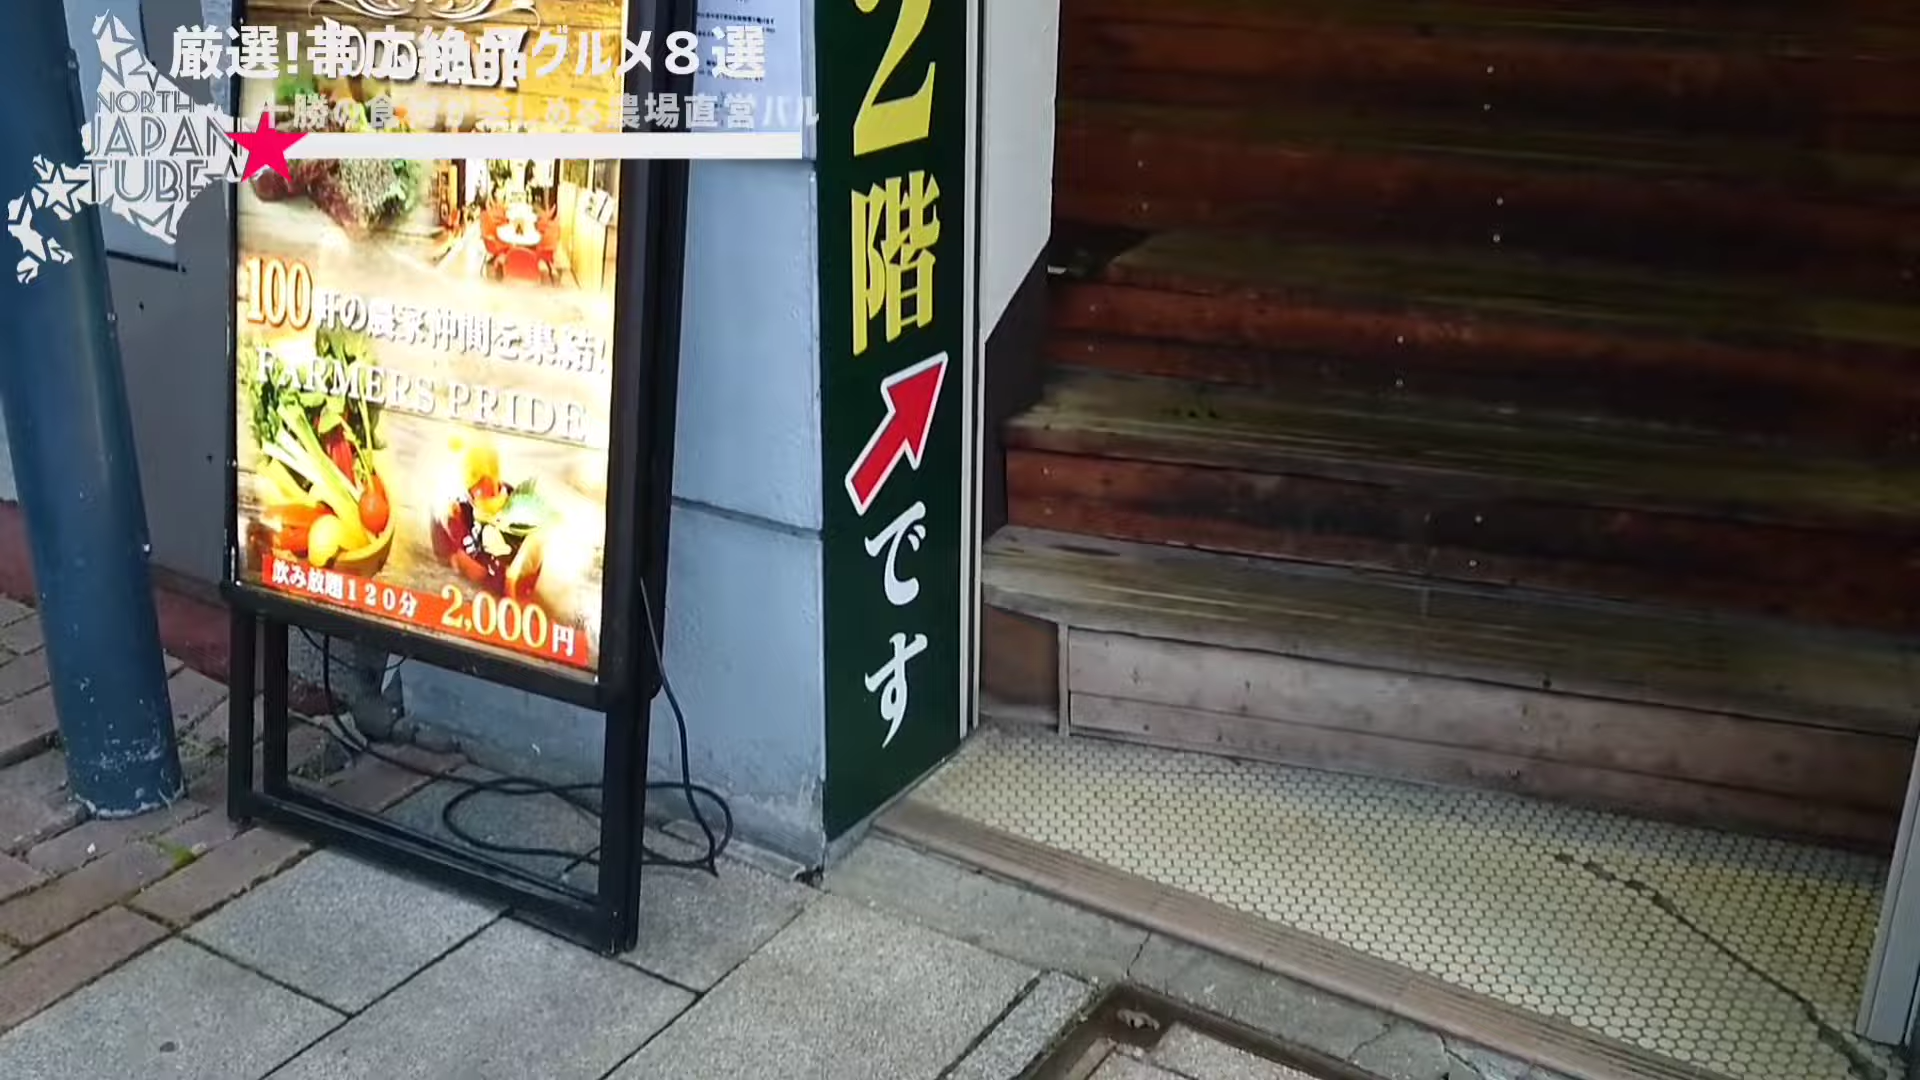 厳選!帯広絶品グルメ8選
十勝の食材が楽しめる農場直営バル
NORTH
JAPAN
TUBE
100軒の農家仲間を集結!
FARMERS PRIDE
飲み放題120分 2,000円
2階
です